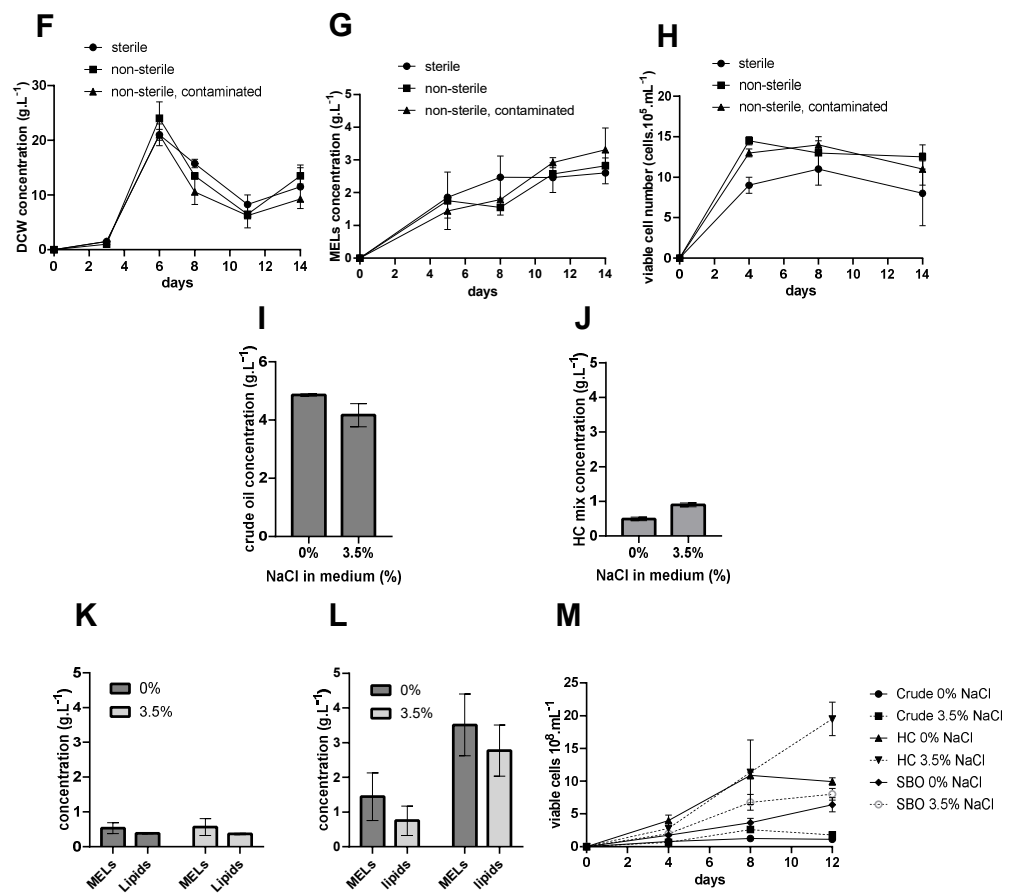 F
sterile
non-sterile
non-sterile, contaminated
DCW concentration (g.L⁻¹)
30
20
10
0
0 2 4 6 8 10 12 14
days
G
sterile
non-sterile
non-sterile, contaminated
MELs concentration (g.L⁻¹)
5
4
3
2
1
0
0 2 4 6 8 10 12 14
days
H
sterile
non-sterile
non-sterile, contaminated
viable cell number (cells.10⁵.mL⁻¹)
20
15
10
5
0
0 2 4 6 8 10 12 14
days
I
crude oil concentration (g.L⁻¹)
6
4
2
0
0% 3.5%
NaCl in medium (%)
J
HC mix concentration (g.L⁻¹)
5
4
3
2
1
0
0% 3.5%
NaCl in medium (%)
K
0%
3.5%
concentration (g.L⁻¹)
5
4
3
2
1
0
MELs Lipids MELs Lipids
L
0%
3.5%
concentration (g.L⁻¹)
5
4
3
2
1
0
MELs lipids MELs lipids
M
viable cells 10⁸.mL⁻¹
25
20
15
10
5
0
0 2 4 6 8 10 12
days
Crude 0% NaCl
Crude 3.5% NaCl
HC 0% NaCl
HC 3.5% NaCl
SBO 0% NaCl
SBO 3.5% NaCl